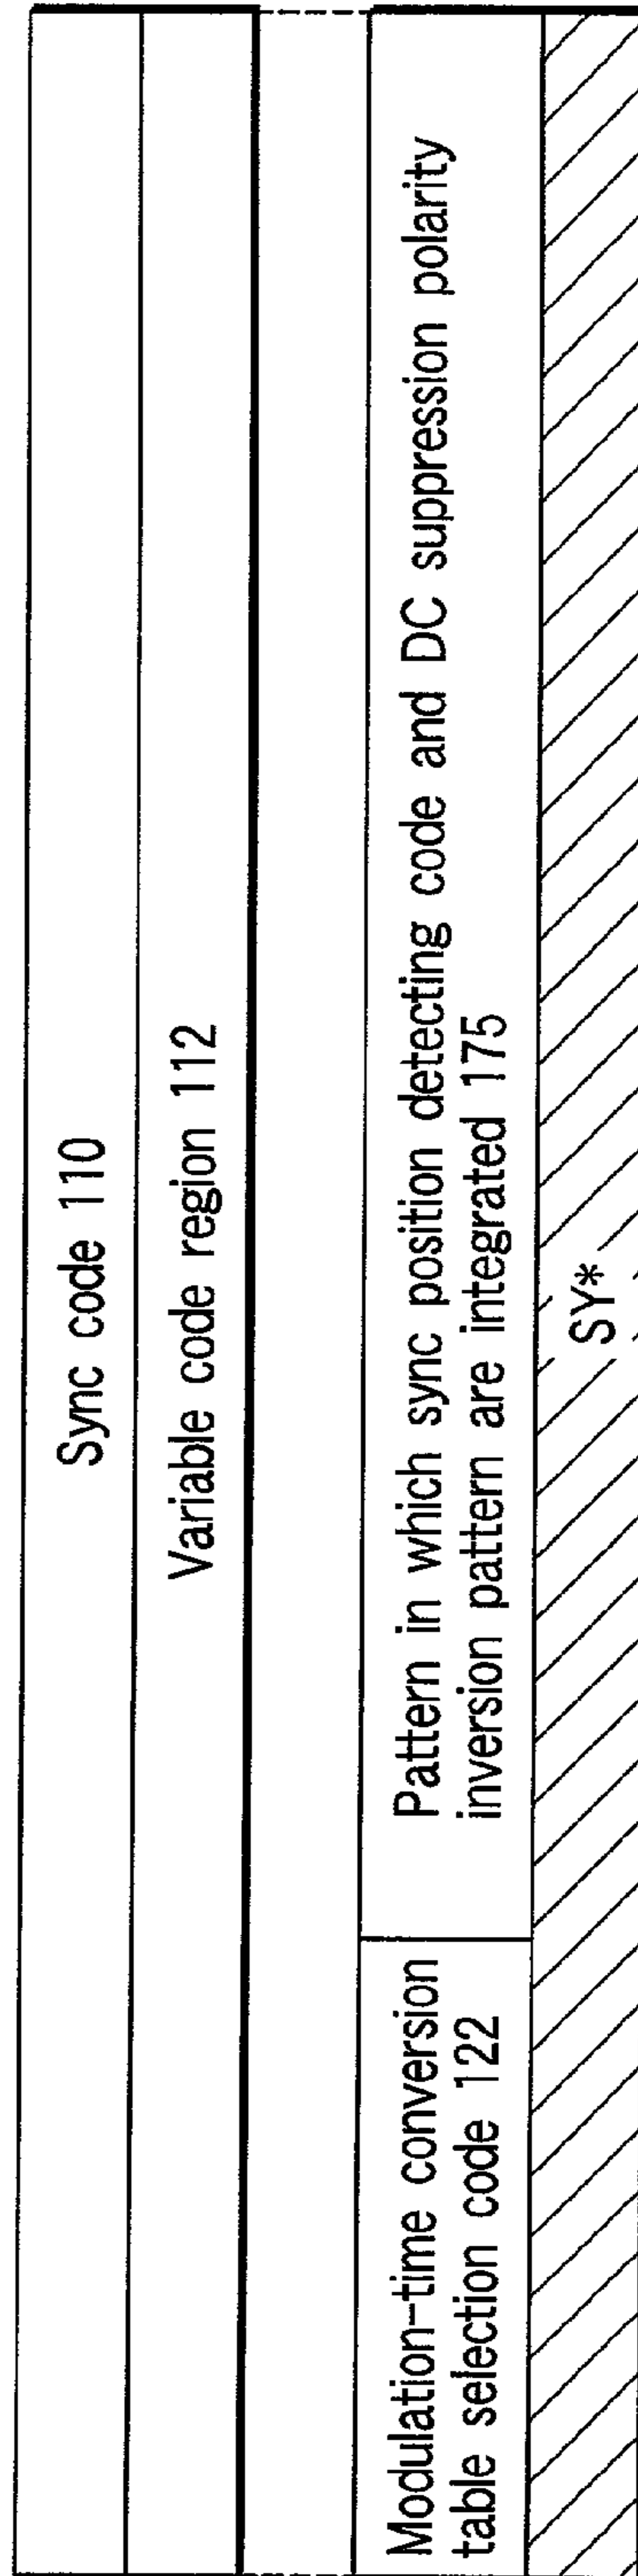 Sync code 110
Variable code region 112
Modulation-time conversion
table selection code 122
Pattern in which sync position detecting code and DC suppression polarity
inversion pattern are integrated 175
SY*